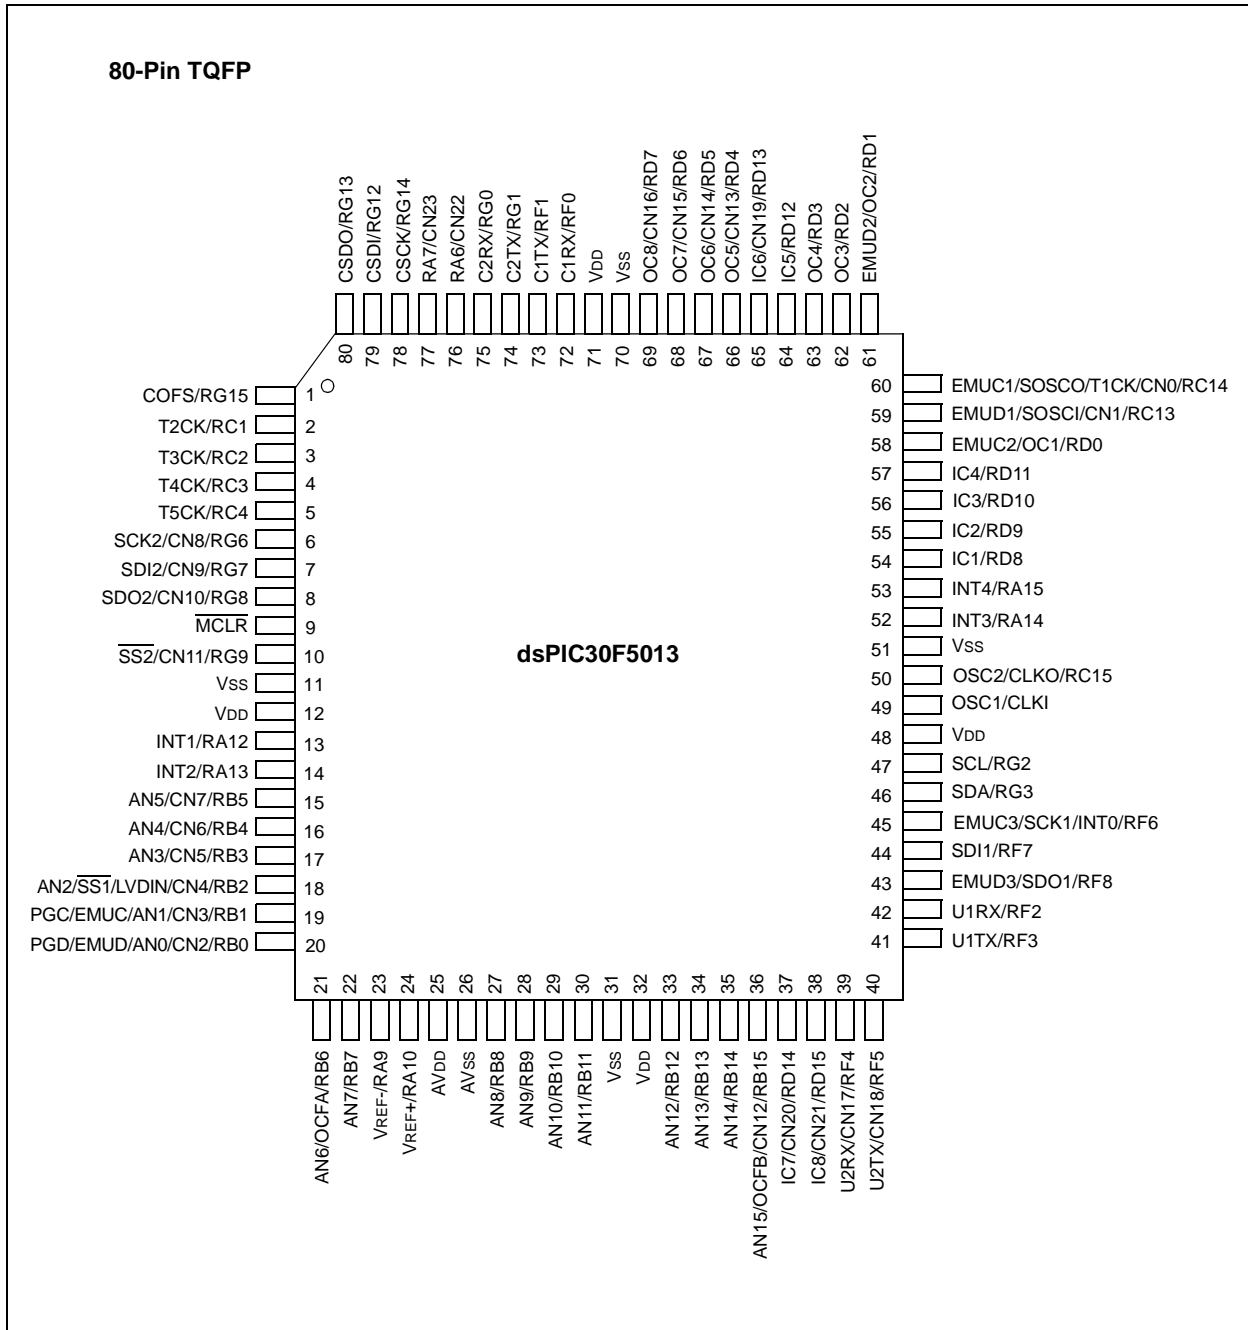 80-Pin TQFP
CSDO/RG13
CSDI/RG12
CSCK/RG14
RA7/CN23
RA6/CN22
C2RX/RG0
C2TX/RG1
C1TX/RF1
C1RX/RF0
VDD
VSS
OC8/CN16/RD7
OC7/CN15/RD6
OC6/CN14/RD5
OC5/CN13/RD4
IC6/CN19/RD13
IC5/RD12
OC4/RD3
OC3/RD2
EMUD2/OC2/RD1
80
79
78
77
76
75
74
73
72
71
70
69
68
67
66
65
64
63
62
61
COFS/RG15 1
T2CK/RC1 2
T3CK/RC2 3
T4CK/RC3 4
T5CK/RC4 5
SCK2/CN8/RG6 6
SDI2/CN9/RG7 7
SDO2/CN10/RG8 8
MCLR 9
SS2/CN11/RG9 10
VSS 11
VDD 12
INT1/RA12 13
INT2/RA13 14
AN5/CN7/RB5 15
AN4/CN6/RB4 16
AN3/CN5/RB3 17
AN2/SS1/LVDIN/CN4/RB2 18
PGC/EMUC/AN1/CN3/RB1 19
PGD/EMUD/AN0/CN2/RB0 20
dsPIC30F5013
60 EMUC1/SOSCO/T1CK/CN0/RC14
59 EMUD1/SOSCI/CN1/RC13
58 EMUC2/OC1/RD0
57 IC4/RD11
56 IC3/RD10
55 IC2/RD9
54 IC1/RD8
53 INT4/RA15
52 INT3/RA14
51 VSS
50 OSC2/CLKO/RC15
49 OSC1/CLKI
48 VDD
47 SCL/RG2
46 SDA/RG3
45 EMUC3/SCK1/INT0/RF6
44 SDI1/RF7
43 EMUD3/SDO1/RF8
42 U1RX/RF2
41 U1TX/RF3
21
22
23
24
25
26
27
28
29
30
31
32
33
34
35
36
37
38
39
40
AN6/OCFA/RB6
AN7/RB7
VREF-/RA9
VREF+/RA10
AVDD
AVSS
AN8/RB8
AN9/RB9
AN10/RB10
AN11/RB11
VSS
VDD
AN12/RB12
AN13/RB13
AN14/RB14
AN15/OCFB/CN12/RB15
IC7/CN20/RD14
IC8/CN21/RD15
U2RX/CN17/RF4
U2TX/CN18/RF5